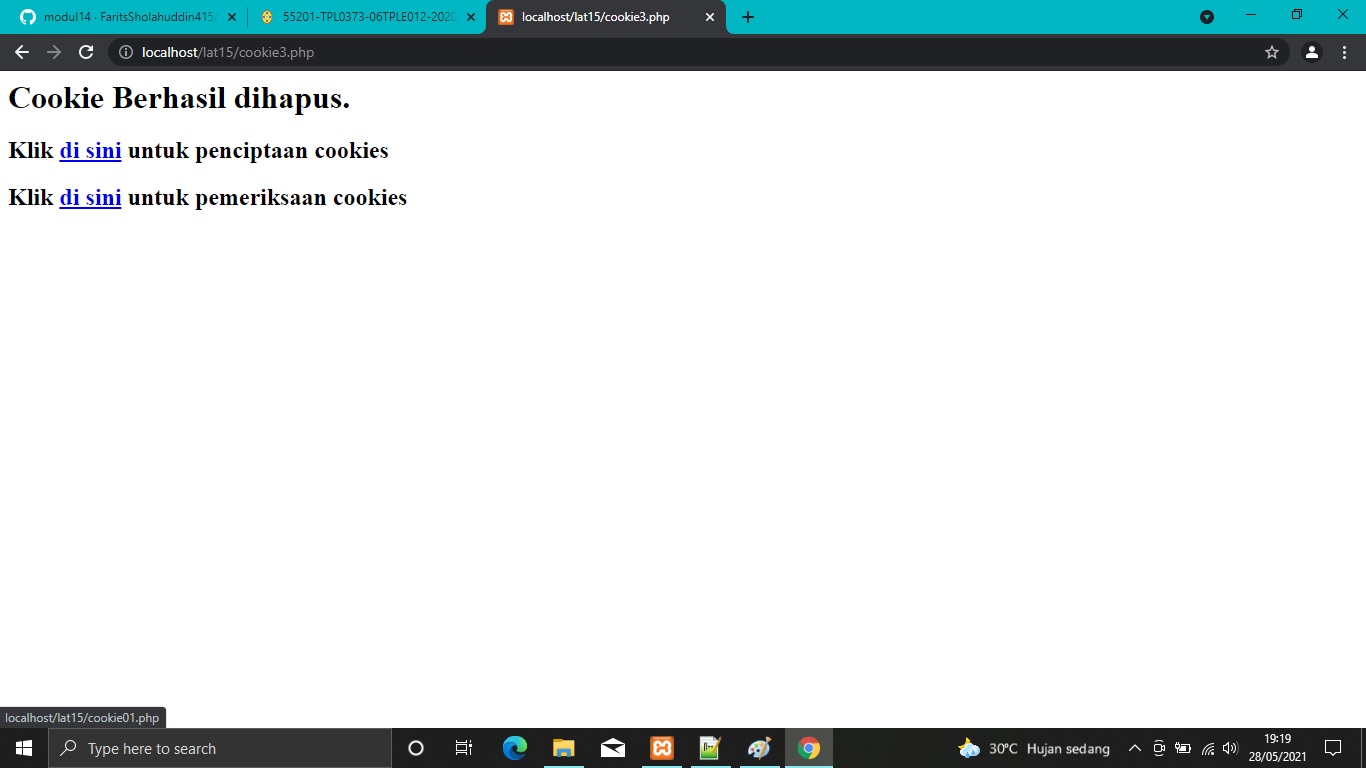 modul14 · FaritsSholahuddin415/
55201-TPL0373-06TPLE012-2020
localhost/lat15/cookie3.php
localhost/lat15/cookie3.php
Cookie Berhasil dihapus.
Klik di sini untuk penciptaan cookies
Klik di sini untuk pemeriksaan cookies
localhost/lat15/cookie01.php
Type here to search
30°C Hujan sedang
19:19
28/05/2021